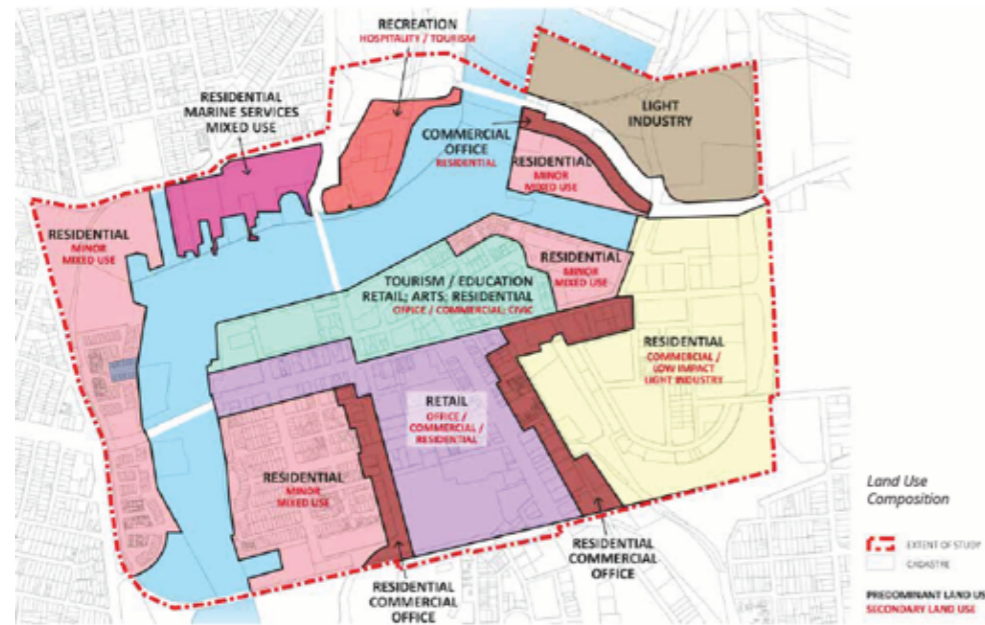 RECREATION
HOSPITALITY / TOURISM
RESIDENTIAL
MARINE SERVICES
MIXED USE
LIGHT
INDUSTRY
COMMERCIAL
OFFICE
RESIDENTIAL
RESIDENTIAL
MINOR
MIXED USE
RESIDENTIAL
MINOR
MIXED USE
RESIDENTIAL
MINOR
MIXED USE
TOURISM / EDUCATION
RETAIL; ARTS; RESIDENTIAL
OFFICE / COMMERCIAL; CIVIC
RESIDENTIAL
COMMERCIAL /
LOW IMPACT
LIGHT INDUSTRY
RETAIL
OFFICE /
COMMERCIAL /
RESIDENTIAL
RESIDENTIAL
MINOR
MIXED USE
RESIDENTIAL
COMMERCIAL
OFFICE
RESIDENTIAL
COMMERCIAL
OFFICE
Land Use
Composition
EXTENT OF STUDY
CADASTRE
PREDOMINANT LAND US
SECONDARY LAND USE